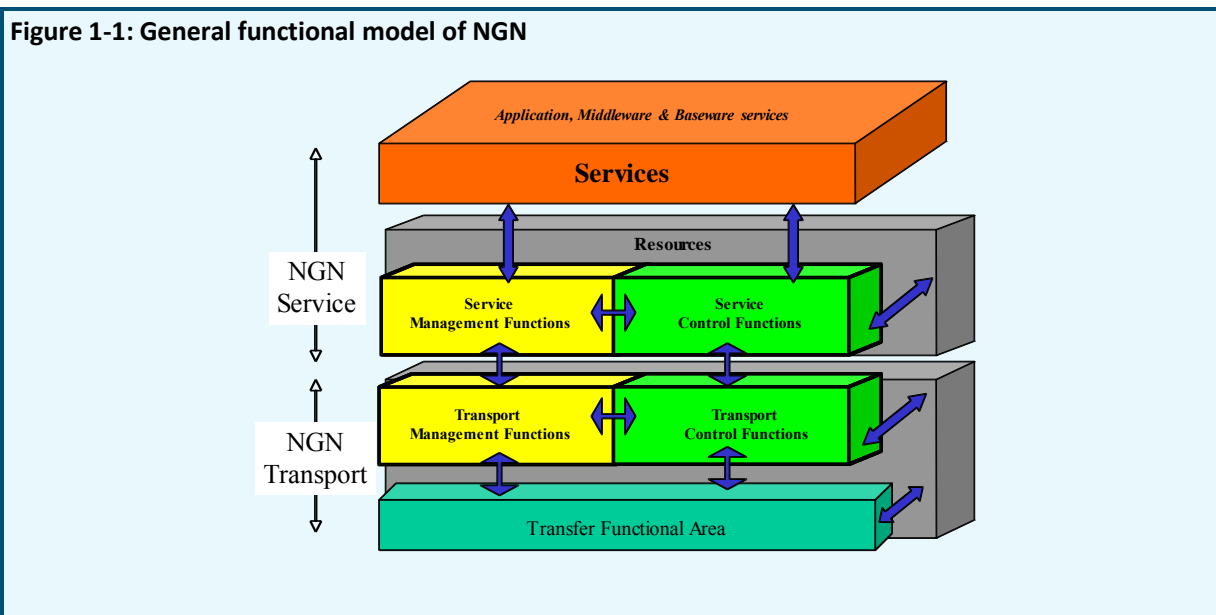 Figure 1-1: General functional model of NGN
Application, Middleware & Baseware services
Services
Resources
NGN
Service
Service
Management Functions
Service
Control Functions
NGN
Transport
Transport
Management Functions
Transport
Control Functions
Transfer Functional Area